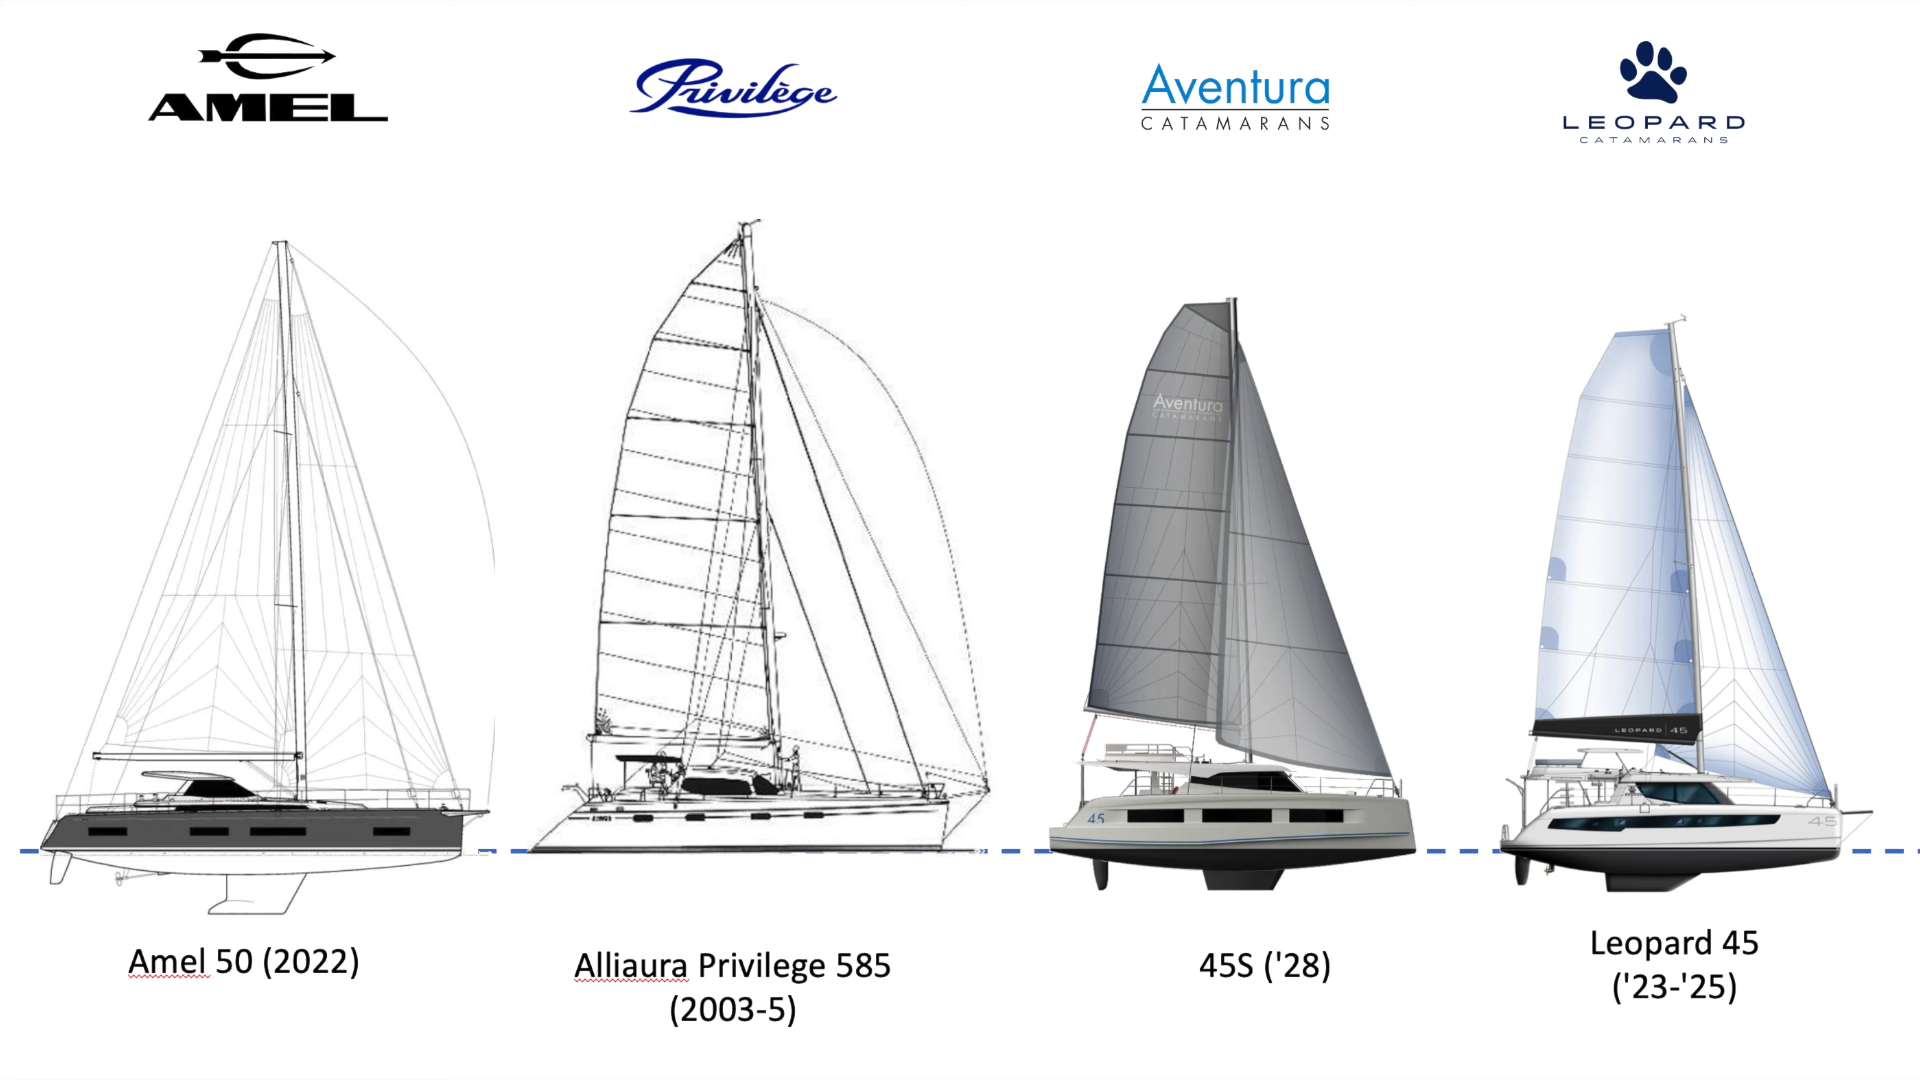 AMEL
Privilège
Aventura
CATAMARANS
LEOPARD
CATAMARANS
Aventura
CATAMARANS
LEOPARD | 45
45
45
Amel 50 (2022)
Alliaura Privilege 585
(2003-5)
45S ('28)
Leopard 45
('23-'25)